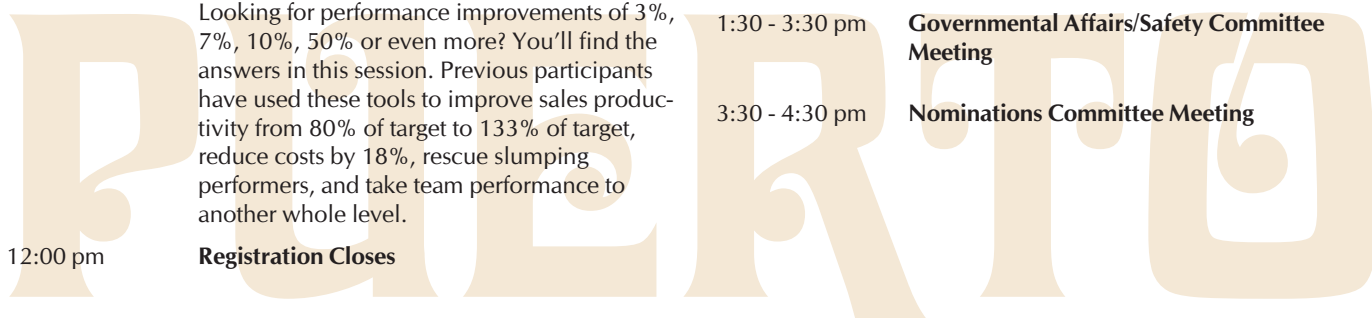 Looking for performance improvements of 3%,
7%, 10%, 50% or even more? You’ll find the
answers in this session. Previous participants
have used these tools to improve sales produc-
tivity from 80% of target to 133% of target,
reduce costs by 18%, rescue slumping
performers, and take team performance to
another whole level.
12:00 pm Registration Closes
1:30 - 3:30 pm Governmental Affairs/Safety Committee
Meeting
3:30 - 4:30 pm Nominations Committee Meeting
PUERTO